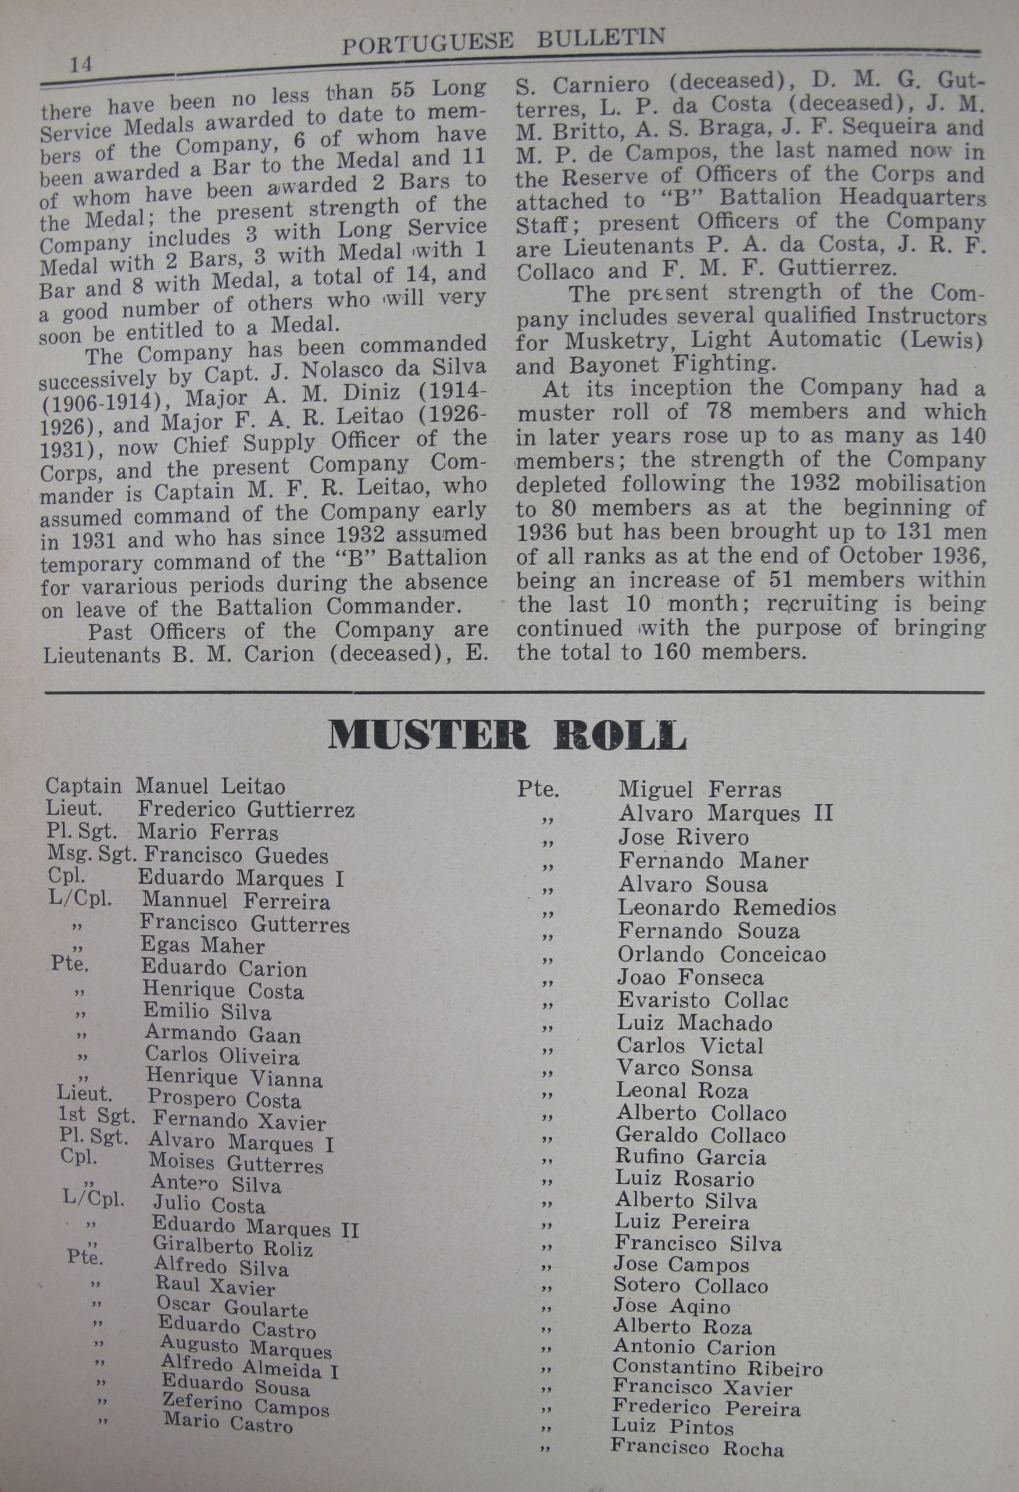 14
PORTUGUESE BULLETIN
there have been no less than 55 Long
Service Medals awarded to date to mem-
bers of the Company, 6 of whom have
been awarded a Bar to the Medal and 11
of whom have been awarded 2 Bars to
the Medal; the present strength of the
Company includes 3 with Long Service
Medal with 2 Bars, 3 with Medal with 1
Bar and 8 with Medal, a total of 14, and
a good number of others who will very
soon be entitled to a Medal.
The Company has been commanded
successively by Capt. J. Nolasco da Silva
(1906-1914), Major A. M. Diniz (1914-
1926), and Major F. A. R. Leitao (1926-
1931), now Chief Supply Officer of the
Corps, and the present Company Com-
mander is Captain M. F. R. Leitao, who
assumed command of the Company early
in 1931 and who has since 1932 assumed
temporary command of the "B" Battalion
for vararious periods during the absence
on leave of the Battalion Commander.
Past Officers of the Company are
Lieutenants B. M. Carion (deceased), E.
S. Carniero (deceased), D. M. G. Gut-
terres, L. P. da Costa (deceased), J. M.
M. Britto, A. S. Braga, J. F. Sequeira and
M. P. de Campos, the last named now in
the Reserve of Officers of the Corps and
attached to "B" Battalion Headquarters
Staff; present Officers of the Company
are Lieutenants P. A. da Costa, J. R. F.
Collaco and F. M. F. Guttierrez.
The present strength of the Com-
pany includes several qualified Instructors
for Musketry, Light Automatic (Lewis)
and Bayonet Fighting.
At its inception the Company had a
muster roll of 78 members and which
in later years rose up to as many as 140
members; the strength of the Company
depleted following the 1932 mobilisation
to 80 members as at the beginning of
1936 but has been brought up to 131 men
of all ranks as at the end of October 1936,
being an increase of 51 members within
the last 10 month; recruiting is being
continued with the purpose of bringing
the total to 160 members.
MUSTER ROLL
Captain Manuel Leitao
Lieut. Frederico Guttierrez
Pl. Sgt. Mario Ferras
Msg. Sgt. Francisco Guedes
Cpl. Eduardo Marques I
L/Cpl. Mannuel Ferreira
„ Francisco Gutterres
„ Egas Maher
Pte. Eduardo Carion
„ Henrique Costa
„ Emilio Silva
„ Armando Gaan
„ Carlos Oliveira
„ Henrique Vianna
Lieut. Prospero Costa
1st Sgt. Fernando Xavier
Pl. Sgt. Alvaro Marques I
Cpl. Moises Gutterres
„ Antero Silva
L/Cpl. Julio Costa
„ Eduardo Marques II
„ Giralberto Roliz
Pte. Alfredo Silva
„ Raul Xavier
„ Oscar Goularte
„ Eduardo Castro
„ Augusto Marques
„ Alfredo Almeida I
„ Eduardo Sousa
„ Zeferino Campos
„ Mario Castro
Pte. Miguel Ferras
„ Alvaro Marques II
„ Jose Rivero
„ Fernando Maner
„ Alvaro Sousa
„ Leonardo Remedios
„ Fernando Souza
„ Orlando Conceicao
„ Joao Fonseca
„ Evaristo Collac
„ Luiz Machado
„ Carlos Victal
„ Varco Sonsa
„ Leonal Roza
„ Alberto Collaco
„ Geraldo Collaco
„ Rufino Garcia
„ Luiz Rosario
„ Alberto Silva
„ Luiz Pereira
„ Francisco Silva
„ Jose Campos
„ Sotero Collaco
„ Jose Aqino
„ Alberto Roza
„ Antonio Carion
„ Constantino Ribeiro
„ Francisco Xavier
„ Frederico Pereira
„ Luiz Pintos
„ Francisco Rocha